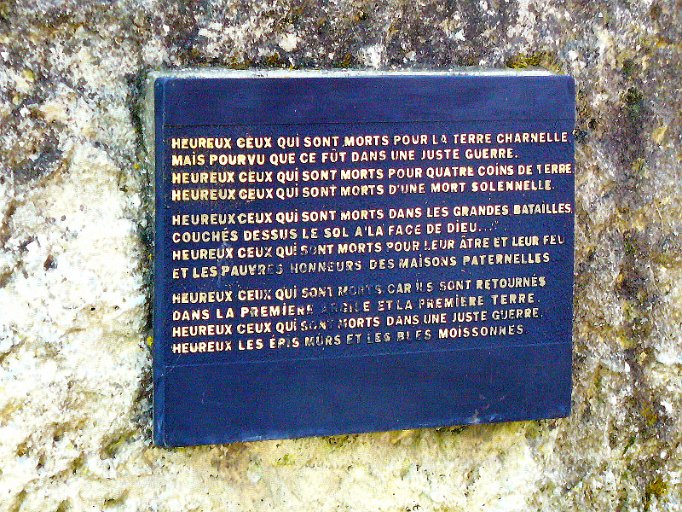 HEUREUX CEUX QUI SONT MORTS POUR LA TERRE CHARNELLE
MAIS POURVU QUE CE FÛT DANS UNE JUSTE GUERRE.
HEUREUX CEUX QUI SONT MORTS POUR QUATRE COINS DE TERRE
HEUREUX CEUX QUI SONT MORTS D'UNE MORT SOLENNELLE.
HEUREUX CEUX QUI SONT MORTS DANS LES GRANDES BATAILLES,
COUCHÉS DESSUS LE SOL A LA FACE DE DIEU...
HEUREUX CEUX QUI SONT MORTS POUR LEUR ÂTRE ET LEUR FEU
ET LES PAUVRES HONNEURS DES MAISONS PATERNELLES
HEUREUX CEUX QUI SONT MORTS CAR ILS SONT RETOURNÉS
DANS LA PREMIÈRE ARGILE ET LA PREMIÈRE TERRE.
HEUREUX CEUX QUI SONT MORTS DANS UNE JUSTE GUERRE.
HEUREUX LES ÉPIS MÛRS ET LES BLÉS MOISSONNÉS